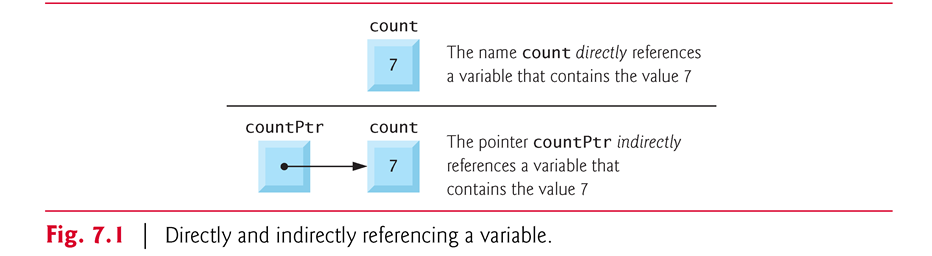 count
7
The name count directly references
a variable that contains the value 7
countPtr count
7
The pointer countPtr indirectly
references a variable that
contains the value 7
Fig. 7.1 | Directly and indirectly referencing a variable.